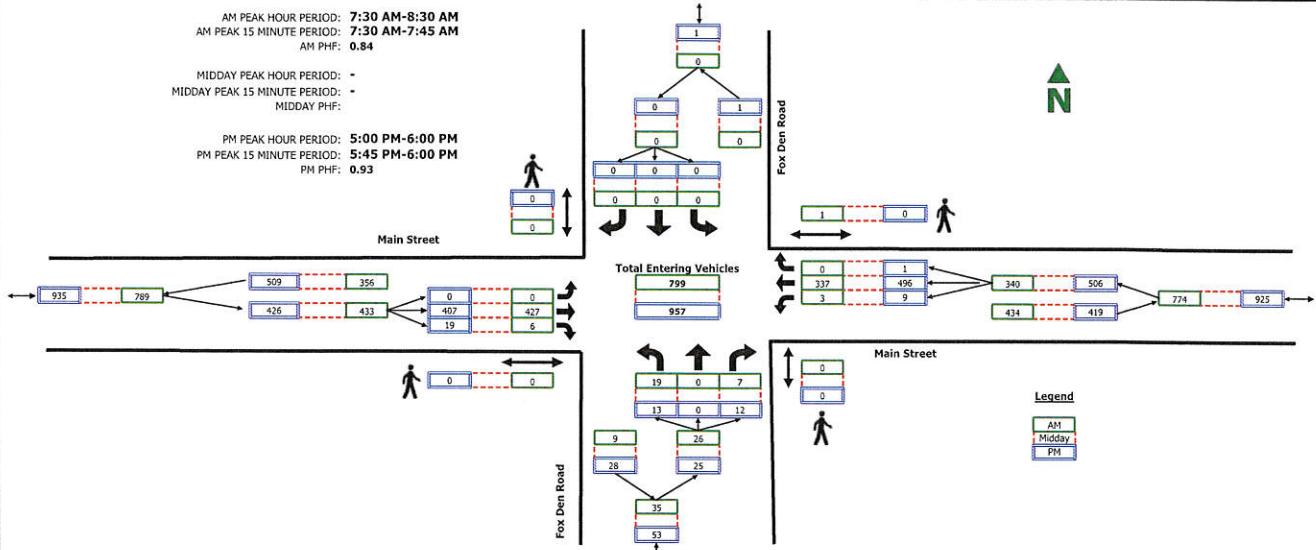 AM PEAK HOUR PERIOD: 7:30 AM-8:30 AM
AM PEAK 15 MINUTE PERIOD: 7:30 AM-7:45 AM
AM PHF: 0.84
MIDDAY PEAK HOUR PERIOD: -
MIDDAY PEAK 15 MINUTE PERIOD: -
MIDDAY PHF:
PM PEAK HOUR PERIOD: 5:00 PM-6:00 PM
PM PEAK 15 MINUTE PERIOD: 5:45 PM-6:00 PM
PM PHF: 0.93
1
0
0 1
0 0
0 0 0
0 0 0
Fox Den Road
N
0
0
Main Street
1 0
Total Entering Vehicles
799
957
509 356
935 789
426 433
0 0
407 427
19 6
0 1
337 496
3 9
340 506
434 419
774 925
Main Street
0 0
0
0
19 0 7
13 0 12
9 26
28 25
35
53
Fox Den Road
Legend
AM
Midday
PM